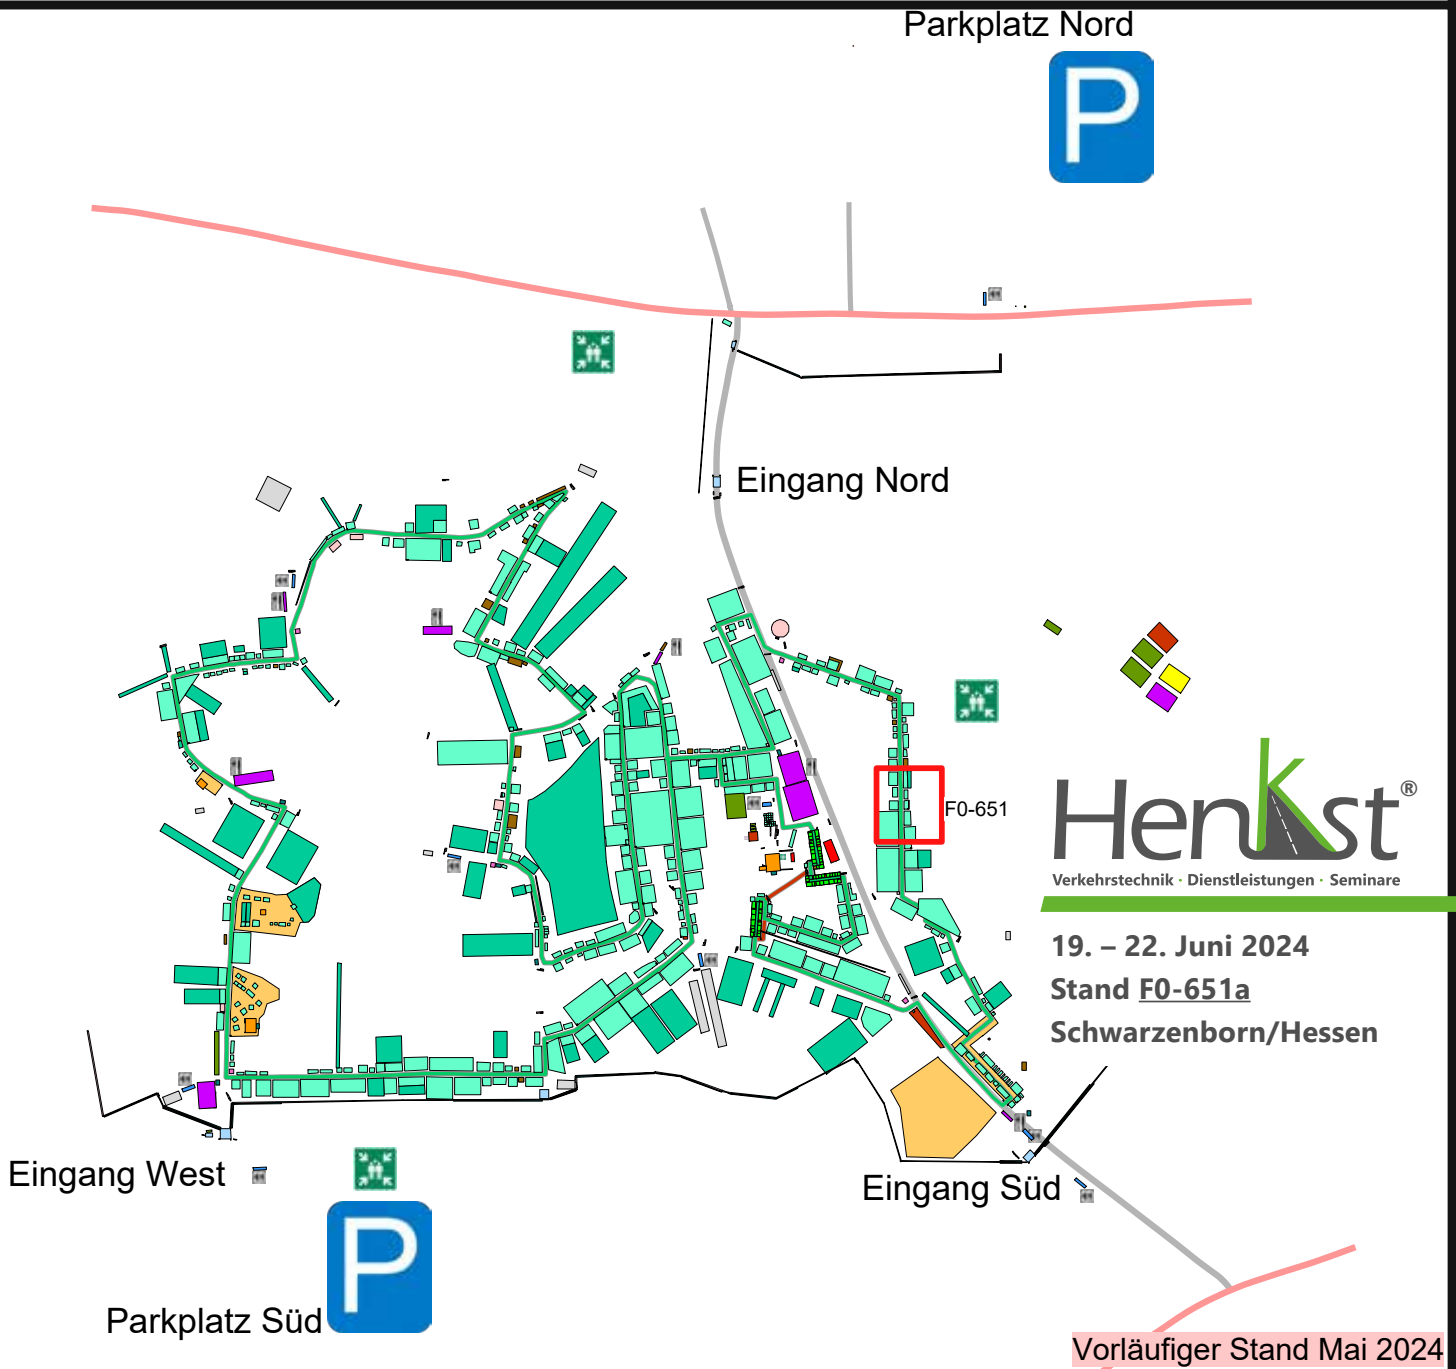 Parkplatz Nord
P
Eingang Nord
F0-651
Henkst®
Verkehrstechnik · Dienstleistungen · Seminare
19. – 22. Juni 2024
Stand F0-651a
Schwarzenborn/Hessen
Eingang West
Eingang Süd
P
Parkplatz Süd
Vorläufiger Stand Mai 2024